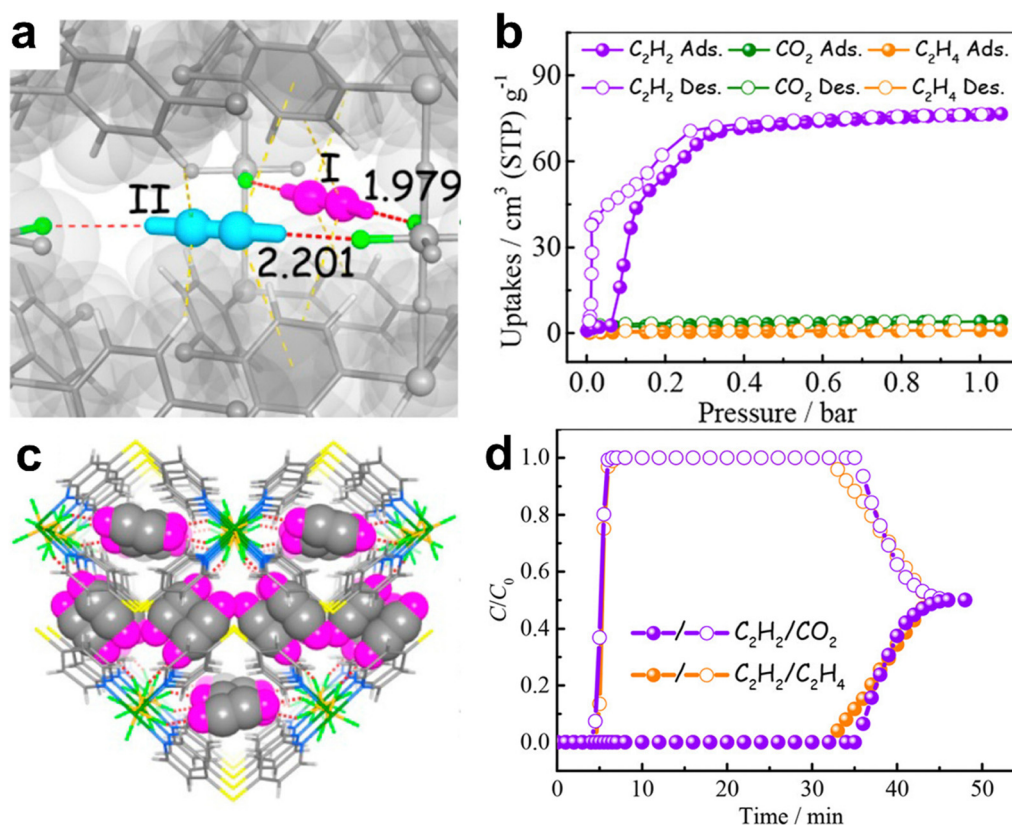 a
II
I
1.979
2.201
b
C₂H₂ Ads. CO₂ Ads. C₂H₄ Ads.
C₂H₂ Des. CO₂ Des. C₂H₄ Des.
Uptakes / cm³ (STP) g⁻¹
90
60
30
0
0.0 0.2 0.4 0.6 0.8 1.0
Pressure / bar
c
d
C/C₀
1.0
0.8
0.6
0.4
0.2
0.0
/ C₂H₂/CO₂
/ C₂H₂/C₂H₄
0 10 20 30 40 50
Time / min